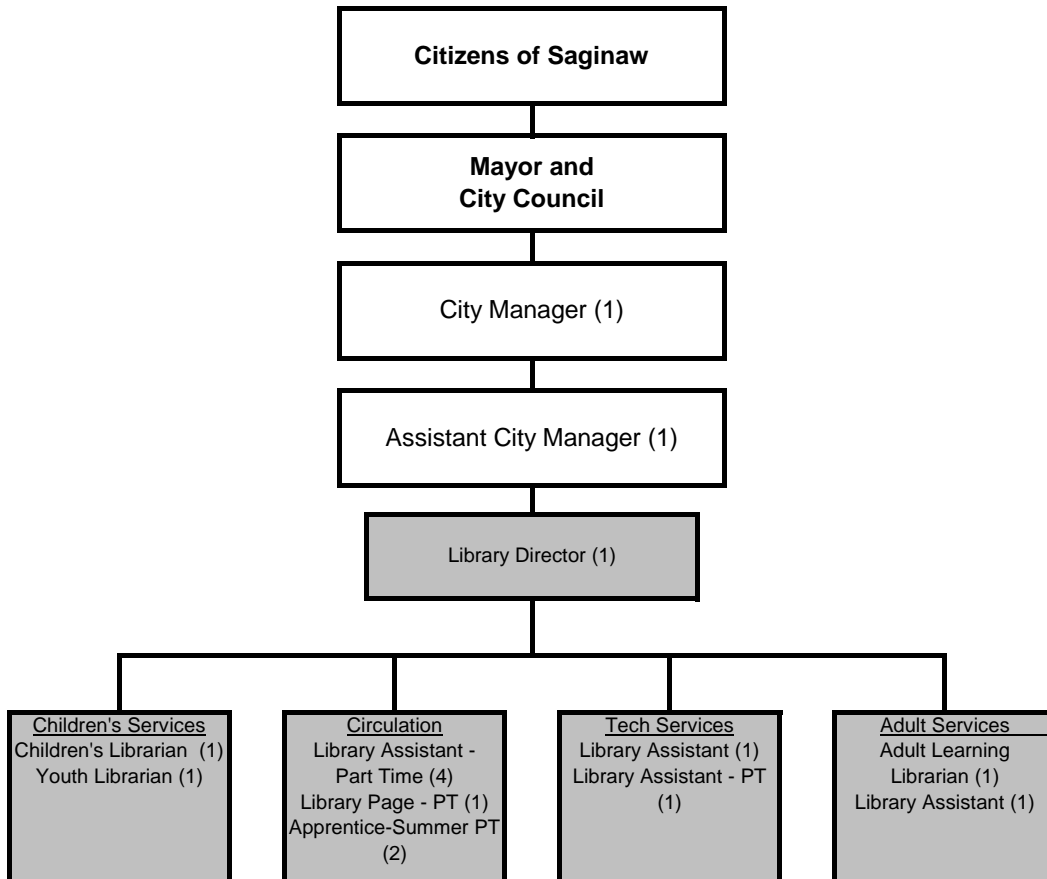 Citizens of Saginaw
Mayor and
City Council
City Manager (1)
Assistant City Manager (1)
Library Director (1)
Children's Services
Children's Librarian (1)
Youth Librarian (1)
Circulation
Library Assistant -
Part Time (4)
Library Page - PT (1)
Apprentice-Summer PT
(2)
Tech Services
Library Assistant (1)
Library Assistant - PT
(1)
Adult Services
Adult Learning
Librarian (1)
Library Assistant (1)